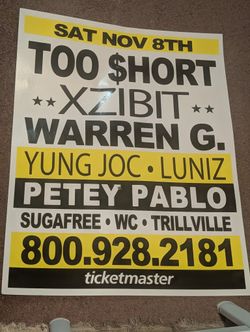 SAT NOV 8TH
TOO $HORT
★★XZIBIT★★
WARREN G.
YUNG JOC • LUNIZ
PETEY PABLO
SUGAFREE • WC • TRILLVILLE
800.928.2181
ticketmaster